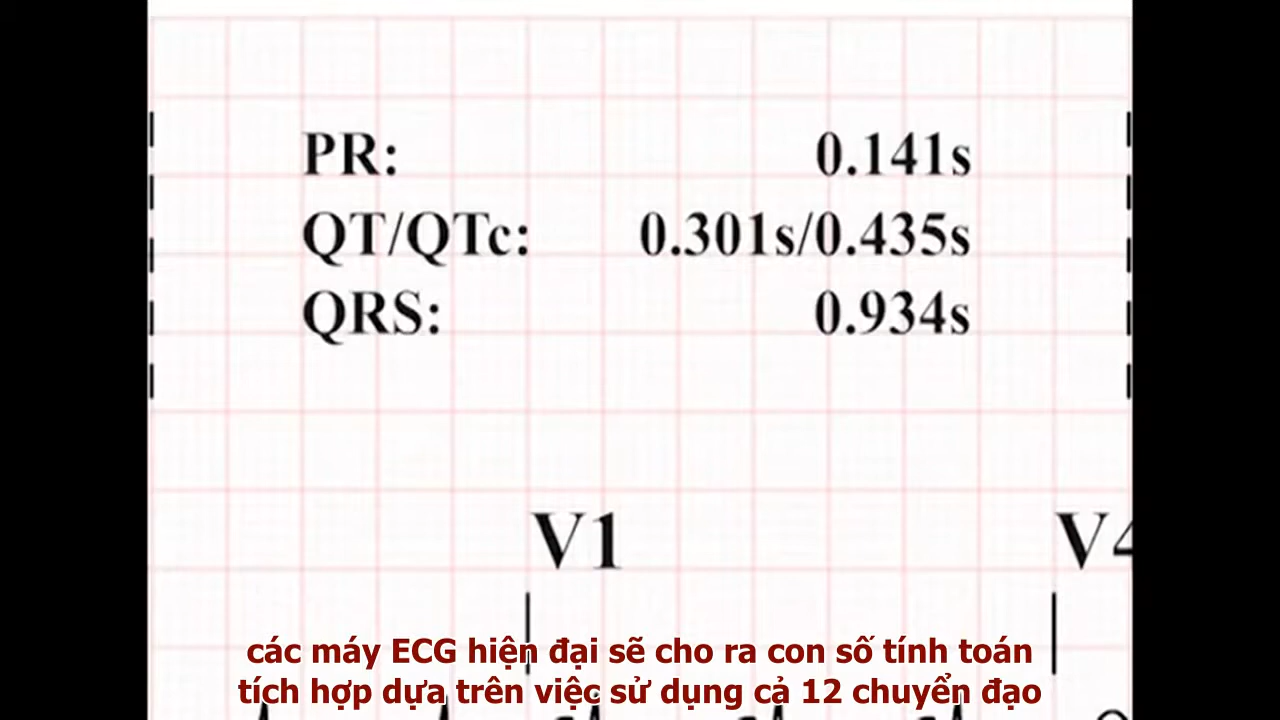 PR: 0.141s
QT/QTc: 0.301s/0.435s
QRS: 0.934s
V1 V4
các máy ECG hiện đại sẽ cho ra con số tính toán
tích hợp dựa trên việc sử dụng cả 12 chuyển đạo